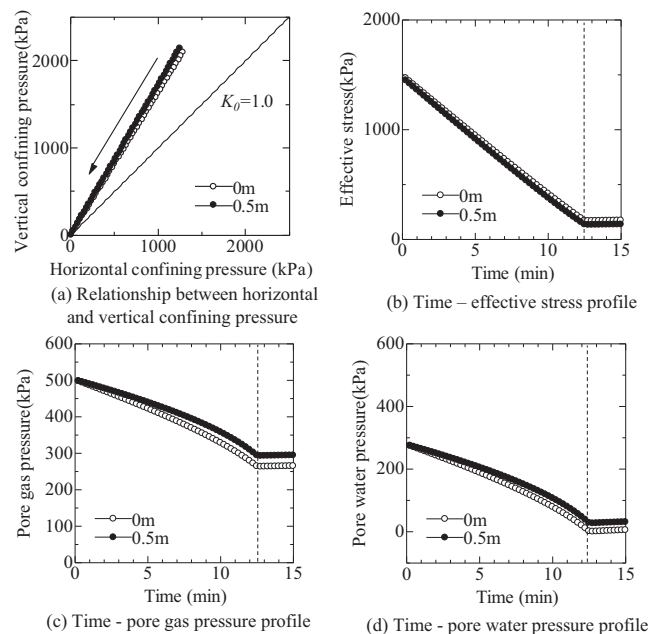 2000
1000
0
0
1000
2000
Vertical confining pressure(kPa)
K0=1.0
0m
0.5m
Horizontal confining pressure (kPa)
(a) Relationship between horizontal
and vertical confining pressure
2000
1000
0
0
5
10
15
Effective stress(kPa)
0m
0.5m
Time (min)
(b) Time – effective stress profile
600
500
400
300
200
100
0
0
5
10
15
Pore gas pressure(kPa)
0m
0.5m
Time (min)
(c) Time - pore gas pressure profile
600
400
200
0
0
5
10
15
Pore water pressure(kPa)
0m
0.5m
Time (min)
(d) Time - pore water pressure profile